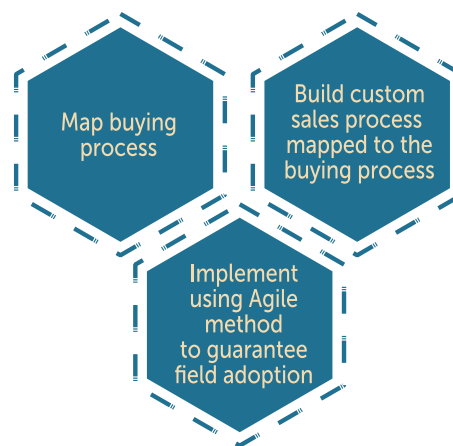 Map buying
process
Build custom
sales process
mapped to the
buying process
Implement
using Agile
method
to guarantee
field adoption